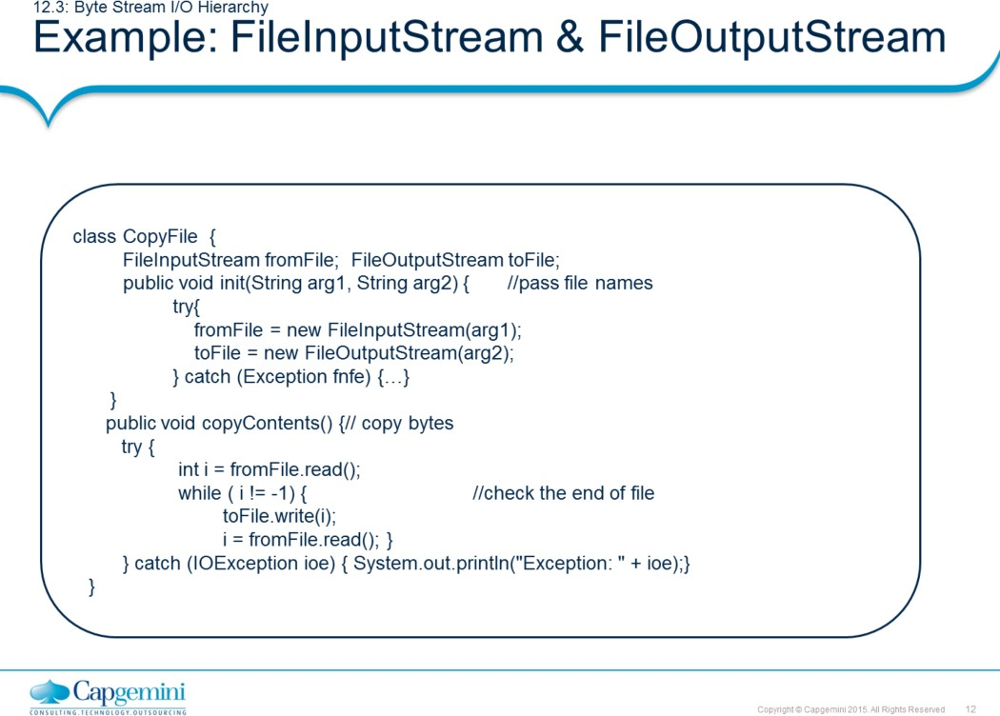 12.3: Byte Stream I/O Hierarchy
Example: FileInputStream & FileOutputStream
class CopyFile {
FileInputStream fromFile; FileOutputStream toFile;
public void init(String arg1, String arg2) { //pass file names
try{
fromFile = new FileInputStream(arg1);
toFile = new FileOutputStream(arg2);
} catch (Exception fnfe) {…}
}
public void copyContents() {// copy bytes
try {
int i = fromFile.read();
while ( i != -1) { //check the end of file
toFile.write(i);
i = fromFile.read(); }
} catch (IOException ioe) { System.out.println("Exception: " + ioe);}
}
Capgemini
CONSULTING.TECHNOLOGY.OUTSOURCING
Copyright © Capgemini 2015. All Rights Reserved 12